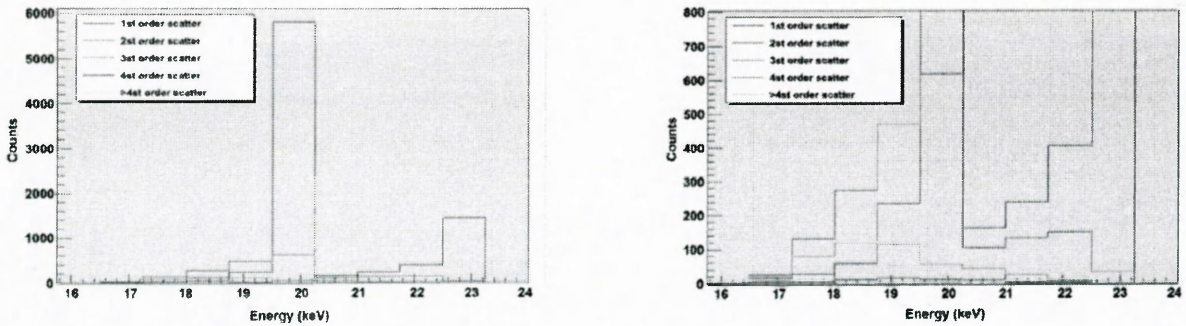 6000
5000
4000
3000
2000
1000
0
Counts
1st order scatter
2st order scatter
3st order scatter
4st order scatter
>4st order scatter
16 17 18 19 20 21 22 23 24
Energy (keV)
800
700
600
500
400
300
200
100
0
Counts
1st order scatter
2st order scatter
3st order scatter
4st order scatter
>4st order scatter
16 17 18 19 20 21 22 23 24
Energy (keV)